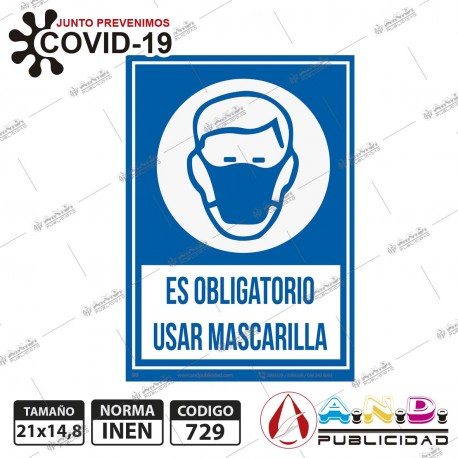 JUNTO PREVENIMOS
COVID-19
ES OBLIGATORIO
USAR MASCARILLA
TAMAÑO
21x14,8
NORMA
INEN
CODIGO
729
A.N.D.
PUBLICIDAD